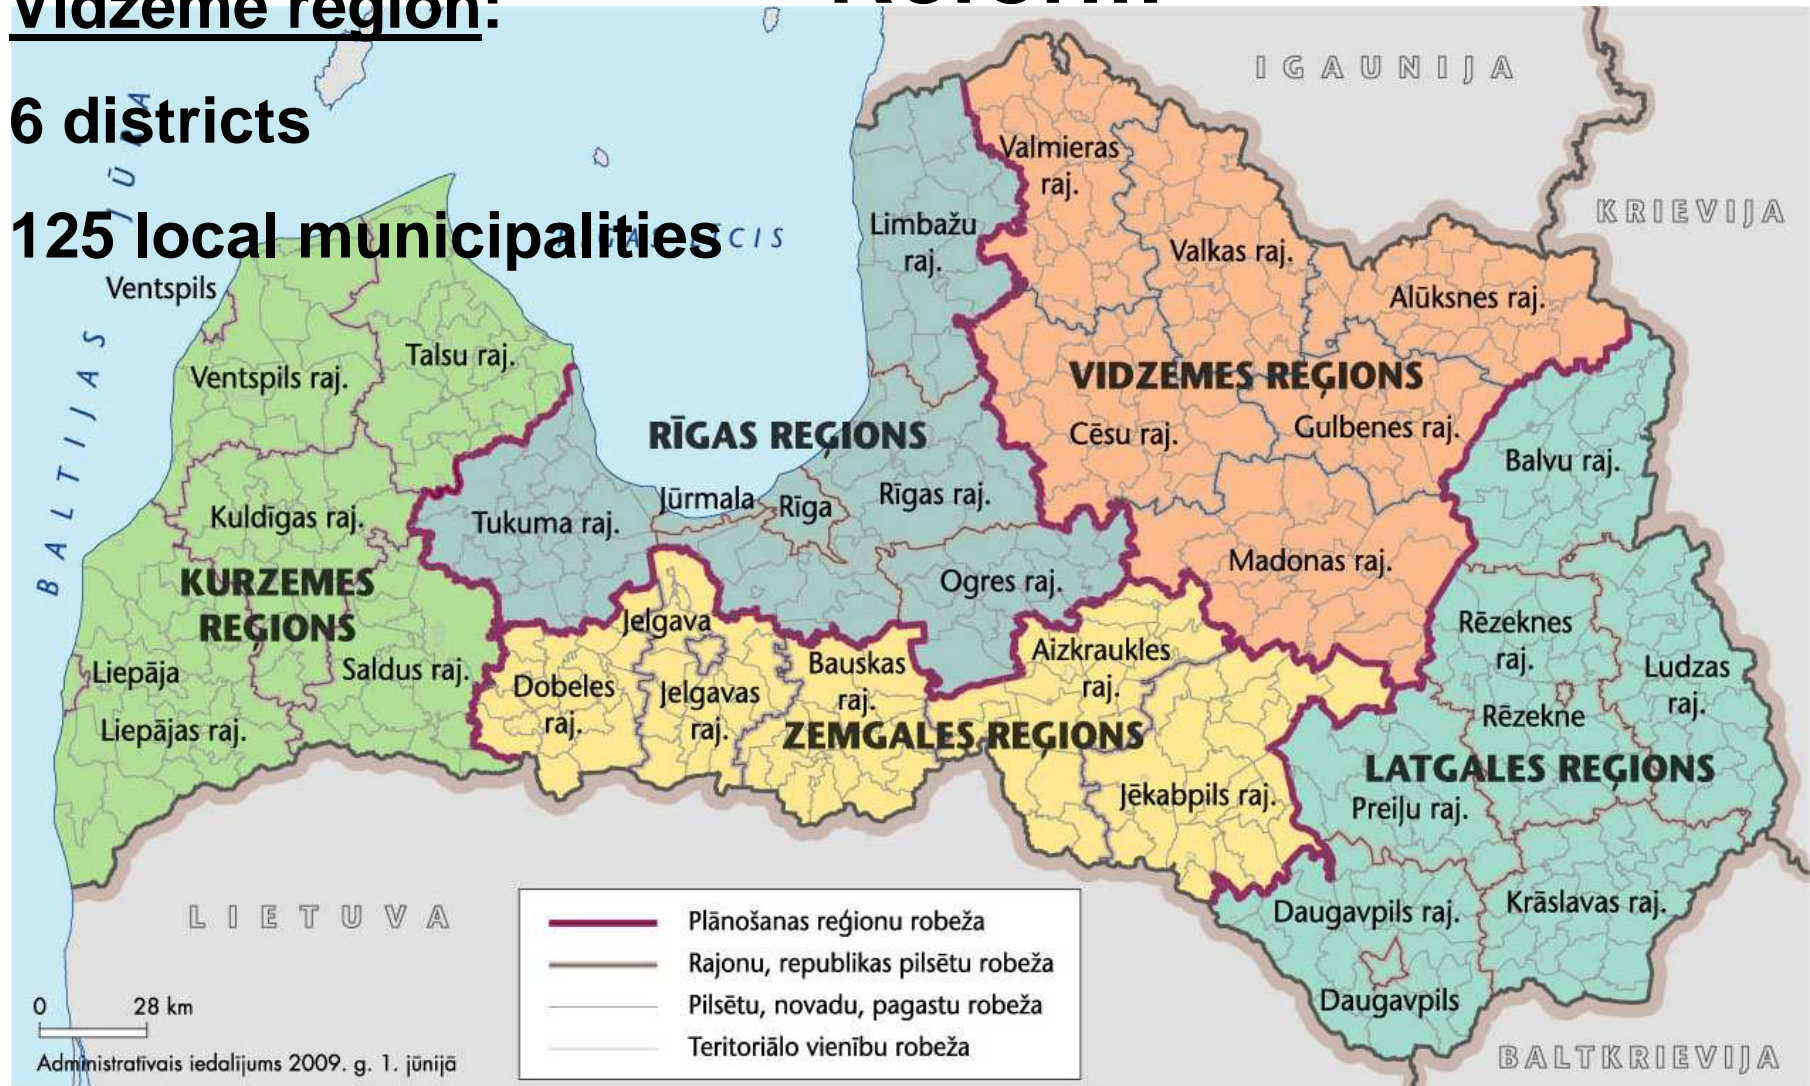 Reform
Vidzeme region:
6 districts
125 local municipalities
IGAUNIJA
KRIEVIJA
BALTIJAS JŪRA
RĪGAS LĪCIS
Valmieras
raj.
Limbažu
raj.
Valkas raj.
Alūksnes raj.
Ventspils
Ventspils raj.
Talsu raj.
VIDZEMES REĢIONS
RĪGAS REĢIONS
Cēsu raj.
Gulbenes raj.
Balvu raj.
Kuldīgas raj.
Tukuma raj.
Jūrmala
Rīga
Rīgas raj.
Madonas raj.
Ogres raj.
KURZEMES
REĢIONS
Jelgava
Rēzeknes
raj.
Ludzas
raj.
Liepāja
Saldus raj.
Dobeles
raj.
Jelgavas
raj.
Bauskas
raj.
Aizkraukles
raj.
Rēzekne
Liepājas raj.
ZEMGALES REĢIONS
LATGALES REĢIONS
Jēkabpils raj.
Preiļu raj.
Daugavpils raj.
Krāslavas raj.
Daugavpils
LIETUVA
BALTKRIEVIJA
Plānošanas reģionu robeža
Rajonu, republikas pilsētu robeža
Pilsētu, novadu, pagastu robeža
Teritoriālo vienību robeža
0 28 km
Administratīvais iedalījums 2009. g. 1. jūnijā